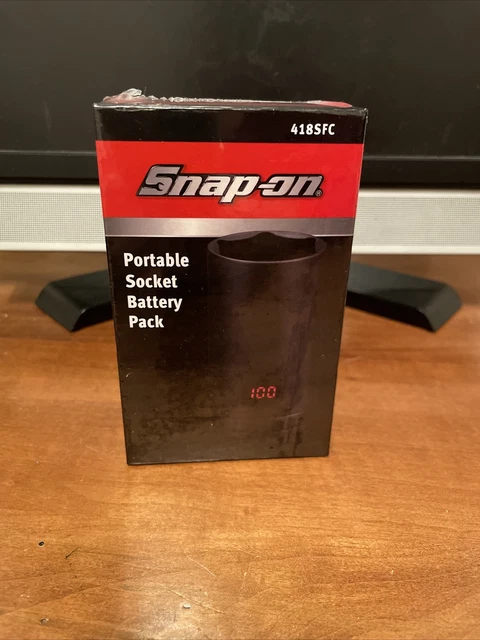 418SFC
Snap-on®
Portable
Socket
Battery
Pack
100